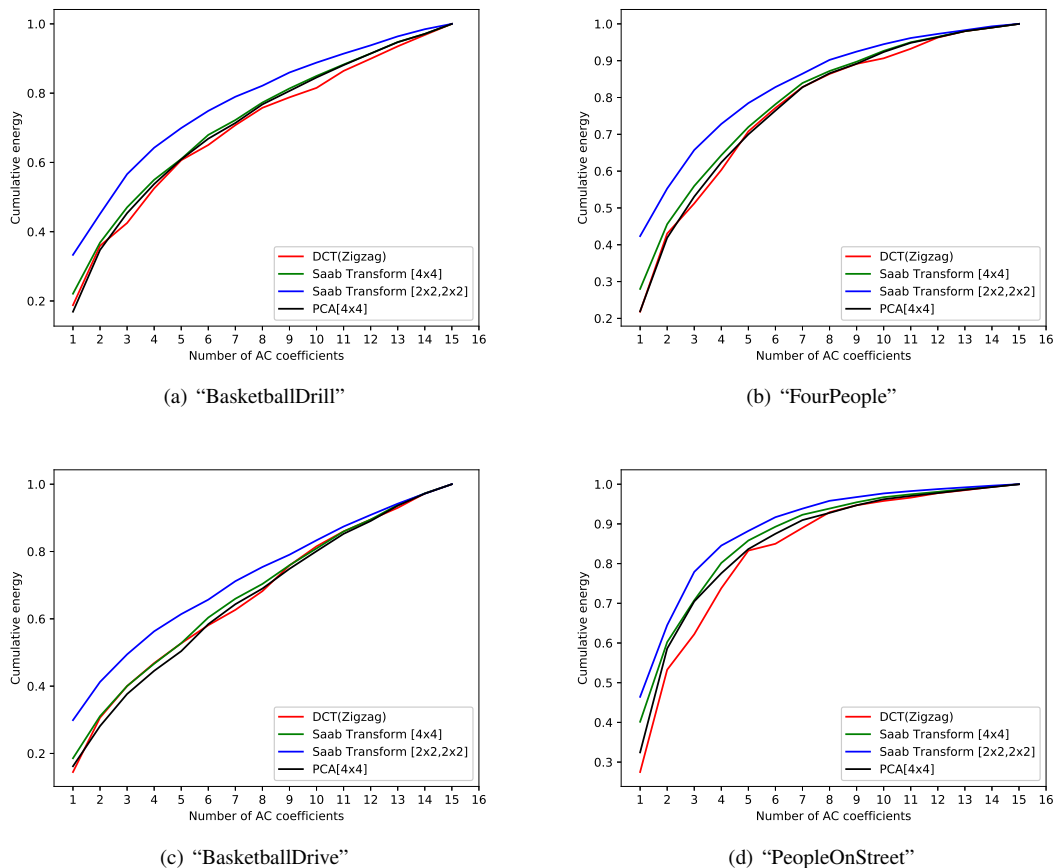 1.0
0.8
0.6
0.4
0.2
Cumulative energy
DCT(Zigzag)
Saab Transform [4x4]
Saab Transform [2x2,2x2]
PCA[4x4]
1 2 3 4 5 6 7 8 9 10 11 12 13 14 15 16
Number of AC coefficients
(a) “BasketballDrill”
1.0
0.9
0.8
0.7
0.6
0.5
0.4
0.3
0.2
Cumulative energy
DCT(Zigzag)
Saab Transform [4x4]
Saab Transform [2x2,2x2]
PCA[4x4]
1 2 3 4 5 6 7 8 9 10 11 12 13 14 15 16
Number of AC coefficients
(b) “FourPeople”
1.0
0.8
0.6
0.4
0.2
Cumulative energy
DCT(Zigzag)
Saab Transform [4x4]
Saab Transform [2x2,2x2]
PCA[4x4]
1 2 3 4 5 6 7 8 9 10 11 12 13 14 15 16
Number of AC coefficients
(c) “BasketballDrive”
1.0
0.9
0.8
0.7
0.6
0.5
0.4
0.3
Cumulative energy
DCT(Zigzag)
Saab Transform [4x4]
Saab Transform [2x2,2x2]
PCA[4x4]
1 2 3 4 5 6 7 8 9 10 11 12 13 14 15 16
Number of AC coefficients
(d) “PeopleOnStreet”